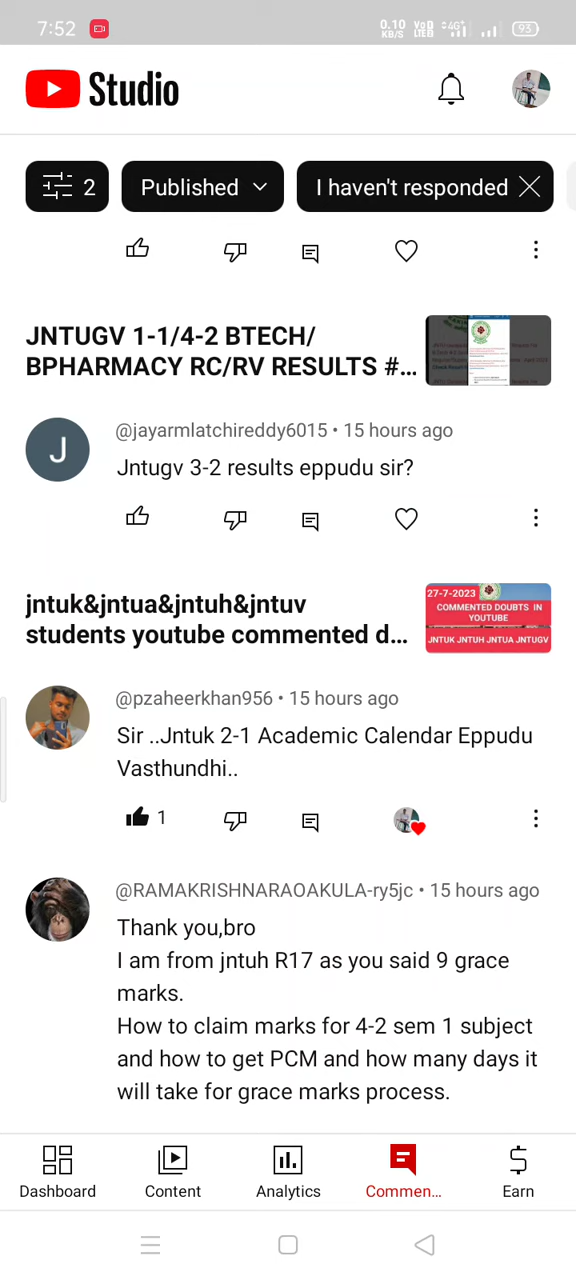 7:52
0.10 KB/S
4G+
93
Studio
2
Published
I haven't responded
JNTUGV 1-1/4-2 BTECH/
BPHARMACY RC/RV RESULTS #...
@jayarmlatchireddy6015 • 15 hours ago
J
Jntugv 3-2 results eppudu sir?
jntuk&jntua&jntuh&jntuv
students youtube commented d...
27-7-2023
COMMENTED DOUBTS IN
YOUTUBE
JNTUK JNTUH JNTUA JNTUGV
@pzaheerkhan956 • 15 hours ago
Sir ..Jntuk 2-1 Academic Calendar Eppudu
Vasthundhi..
1
@RAMAKRISHNARAOAKULA-ry5jc • 15 hours ago
Thank you,bro
I am from jntuh R17 as you said 9 grace
marks.
How to claim marks for 4-2 sem 1 subject
and how to get PCM and how many days it
will take for grace marks process.
Dashboard
Content
Analytics
Commen...
Earn